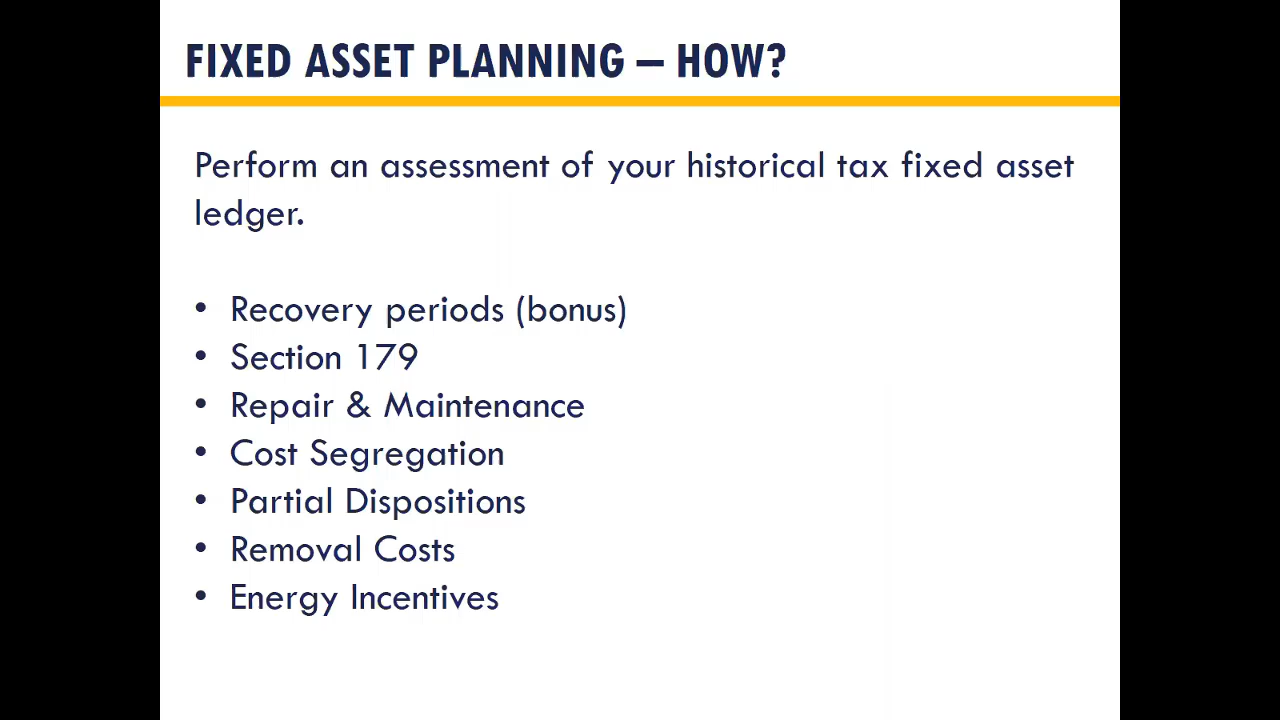 FIXED ASSET PLANNING – HOW?
Perform an assessment of your historical tax fixed asset
ledger.
• Recovery periods (bonus)
• Section 179
• Repair & Maintenance
• Cost Segregation
• Partial Dispositions
• Removal Costs
• Energy Incentives